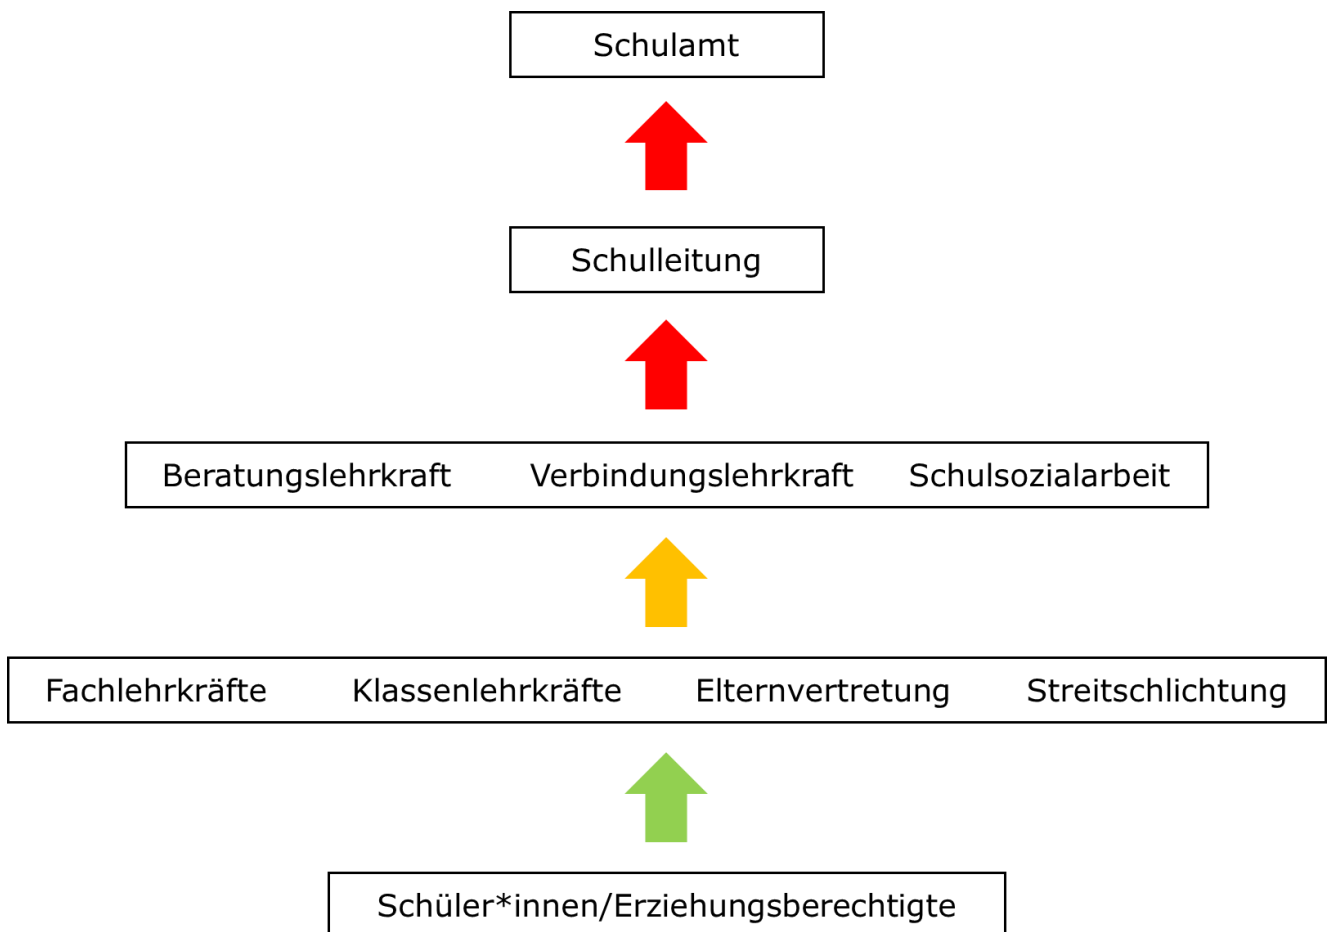 Schulamt
Schulleitung
Beratungslehrkraft Verbindungslehrkraft Schulsozialarbeit
Fachlehrkräfte Klassenlehrkräfte Elternvertretung Streitschlichtung
Schüler*innen/Erziehungsberechtigte